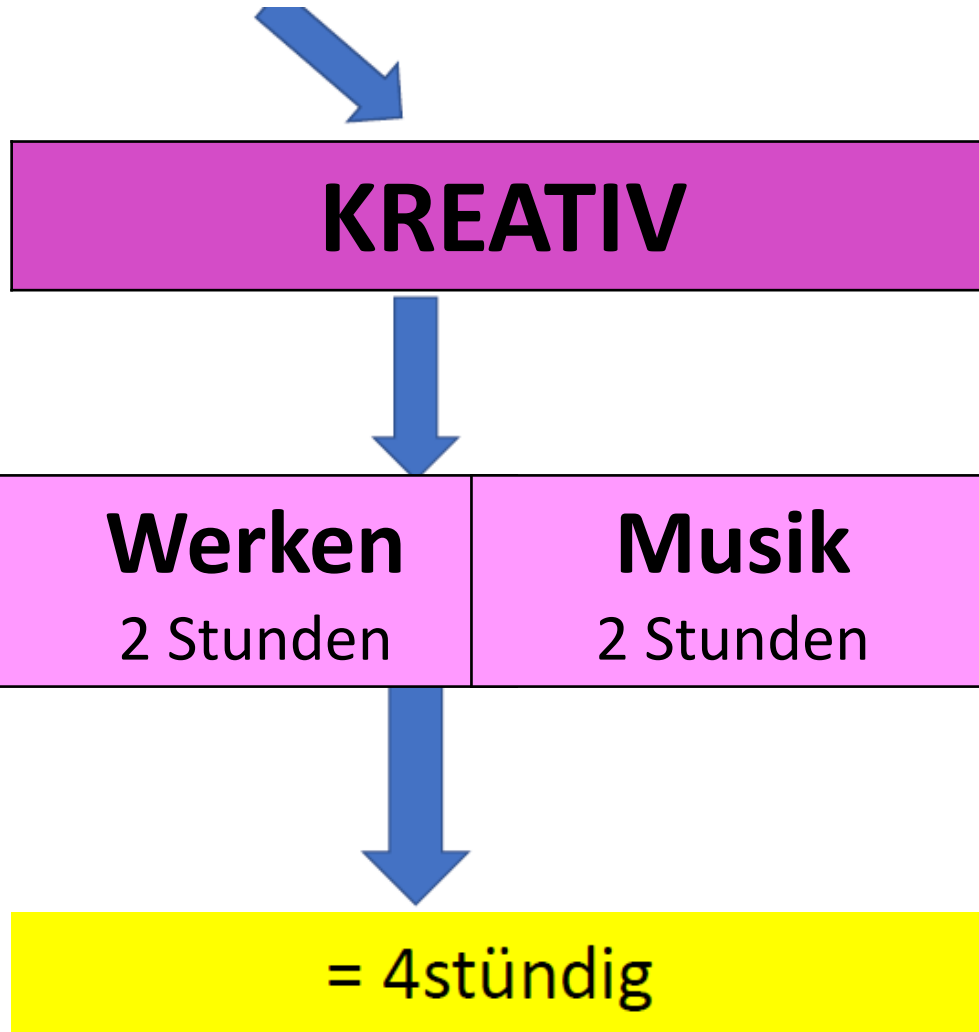 KREATIV
Werken
2 Stunden
Musik
2 Stunden
= 4stündig